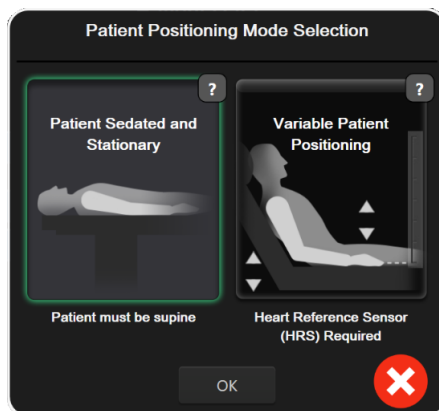 Patient Positioning Mode Selection
?
?
Patient Sedated and
Stationary
Variable Patient
Positioning
Patient must be supine
Heart Reference Sensor
(HRS) Required
OK